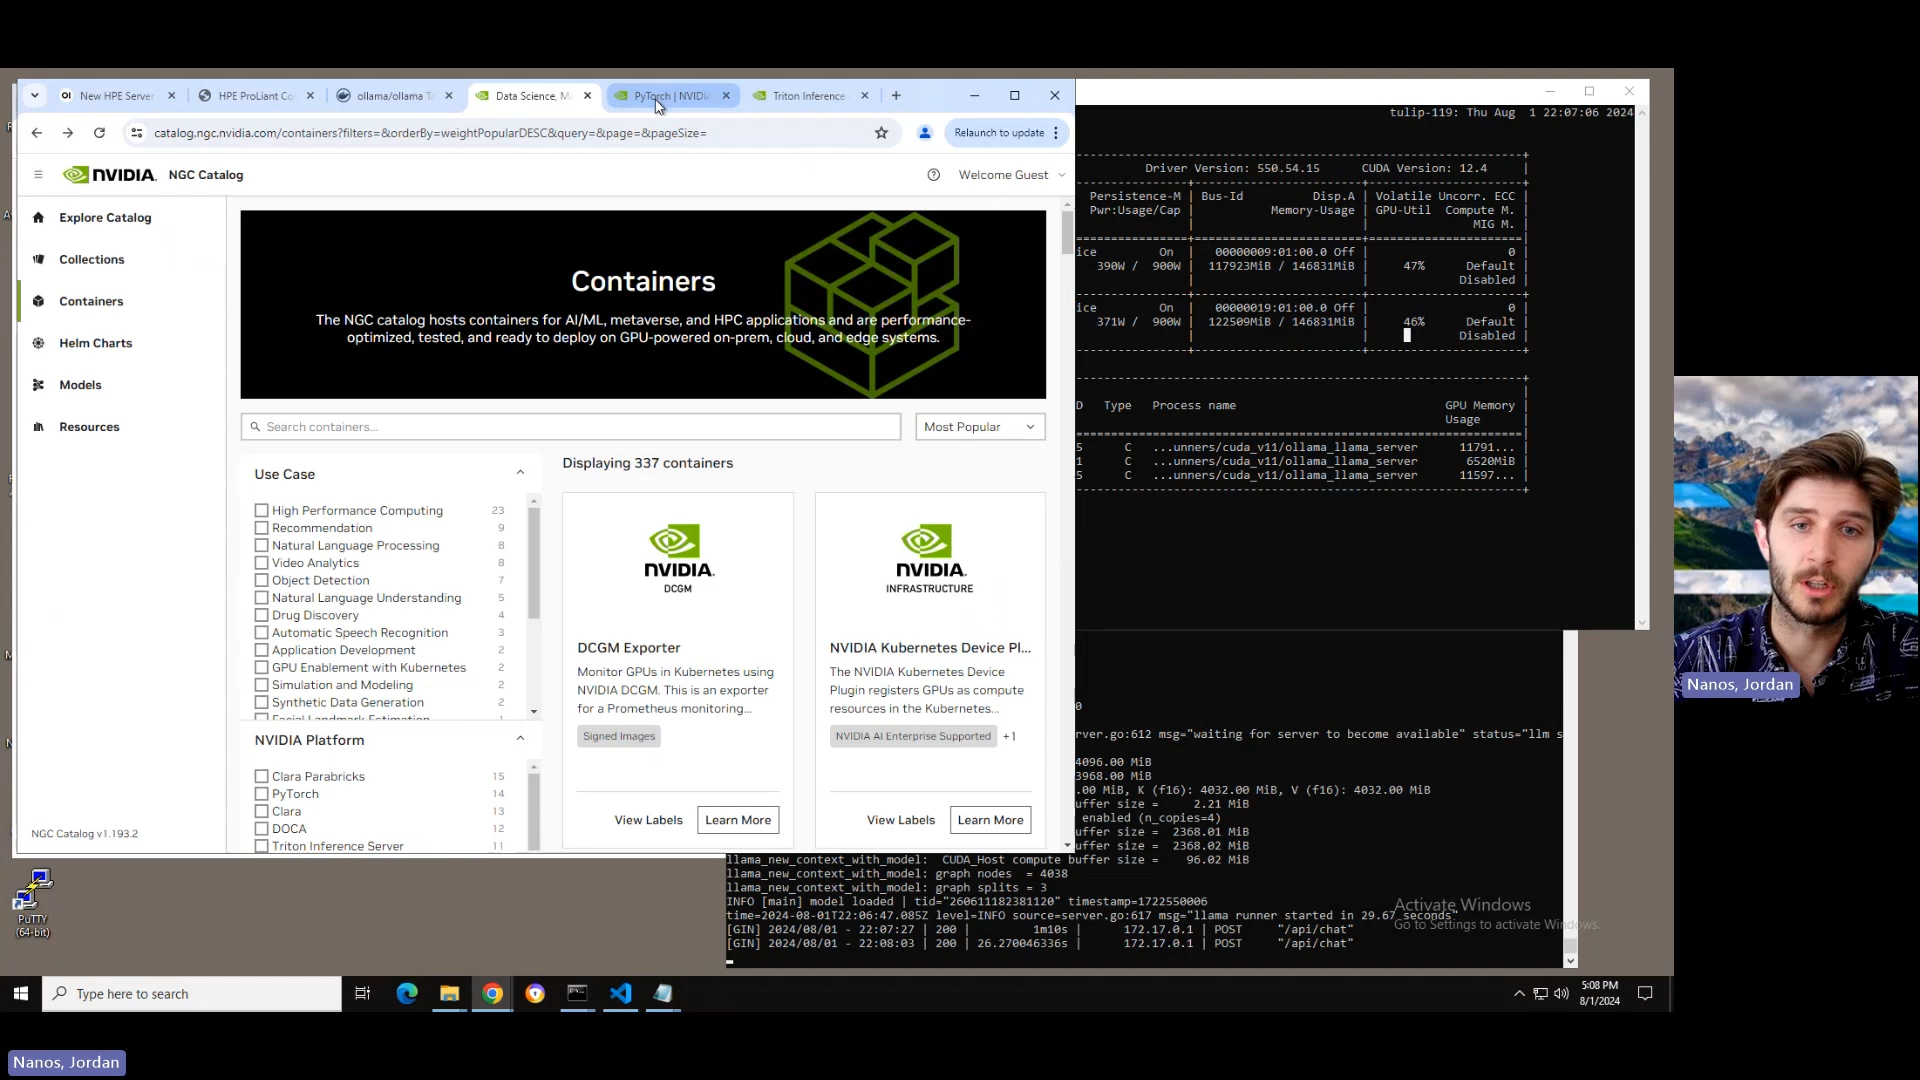 New HPE Server
HPE ProLiant Co
ollama/ollama T
Data Science, M
PyTorch | NVIDIA
Triton Inference
catalog.ngc.nvidia.com/containers?filters=&orderBy=weightPopularDESC&query=&page=&pageSize=
Relaunch to update
NVIDIA. NGC Catalog
Welcome Guest
Explore Catalog
Collections
Containers
Helm Charts
Models
Resources
NGC Catalog v1.193.2
Containers
The NGC catalog hosts containers for AI/ML, metaverse, and HPC applications and are performance-
optimized, tested, and ready to deploy on GPU-powered on-prem, cloud, and edge systems.
Search containers...
Most Popular
Use Case
High Performance Computing 23
Recommendation 9
Natural Language Processing 8
Video Analytics 8
Object Detection 7
Natural Language Understanding 5
Drug Discovery 4
Automatic Speech Recognition 3
Application Development 2
GPU Enablement with Kubernetes 2
Simulation and Modeling 2
Synthetic Data Generation 2
Facial Landmark Estimation 1
NVIDIA Platform
Clara Parabricks 15
PyTorch 14
Clara 13
DOCA 12
Triton Inference Server 11
Displaying 337 containers
NVIDIA.
DCGM
DCGM Exporter
Monitor GPUs in Kubernetes using
NVIDIA DCGM. This is an exporter
for a Prometheus monitoring...
Signed Images
View Labels
Learn More
NVIDIA.
INFRASTRUCTURE
NVIDIA Kubernetes Device Pl...
The NVIDIA Kubernetes Device
Plugin registers GPUs as compute
resources in the Kubernetes...
NVIDIA AI Enterprise Supported +1
View Labels
Learn More
tulip-119: Thu Aug 1 22:07:06 2024
Driver Version: 550.54.15 CUDA Version: 12.4
Persistence-M | Bus-Id Disp.A | Volatile Uncorr. ECC
Pwr:Usage/Cap | Memory-Usage | GPU-Util Compute M.
MIG M.
ice On | 00000009:01:00.0 Off | 0
390W / 900W | 117923MiB / 146831MiB | 47% Default
Disabled
ice On | 00000019:01:00.0 Off | 0
371W / 900W | 122509MiB / 146831MiB | 46% Default
Disabled
D Type Process name GPU Memory
Usage
5 C ...unners/cuda_v11/ollama_llama_server 11791...
1 C ...unners/cuda_v11/ollama_llama_server 6520MiB
5 C ...unners/cuda_v11/ollama_llama_server 11597...
0
rver.go:612 msg="waiting for server to become available" status="llm s
4096.00 MiB
3968.00 MiB
.00 MiB, K (f16): 4032.00 MiB, V (f16): 4032.00 MiB
uffer size = 2.21 MiB
enabled (n_copies=4)
uffer size = 2368.01 MiB
uffer size = 2368.02 MiB
llama_new_context_with_model: CUDA_Host compute buffer size = 96.02 MiB
llama_new_context_with_model: graph nodes = 4038
llama_new_context_with_model: graph splits = 3
INFO [main] model loaded | tid="260611182381120" timestamp=1722550006
time=2024-08-01T22:06:47.085Z level=INFO source=server.go:617 msg="llama runner started in 29.67 seconds"
[GIN] 2024/08/01 - 22:07:27 | 200 | 1m10s | 172.17.0.1 | POST "/api/chat"
[GIN] 2024/08/01 - 22:08:03 | 200 | 26.270046336s | 172.17.0.1 | POST "/api/chat"
Activate Windows
Go to Settings to activate Windows.
Nanos, Jordan
PuTTY
(64-bit)
Type here to search
5:08 PM
8/1/2024
Nanos, Jordan